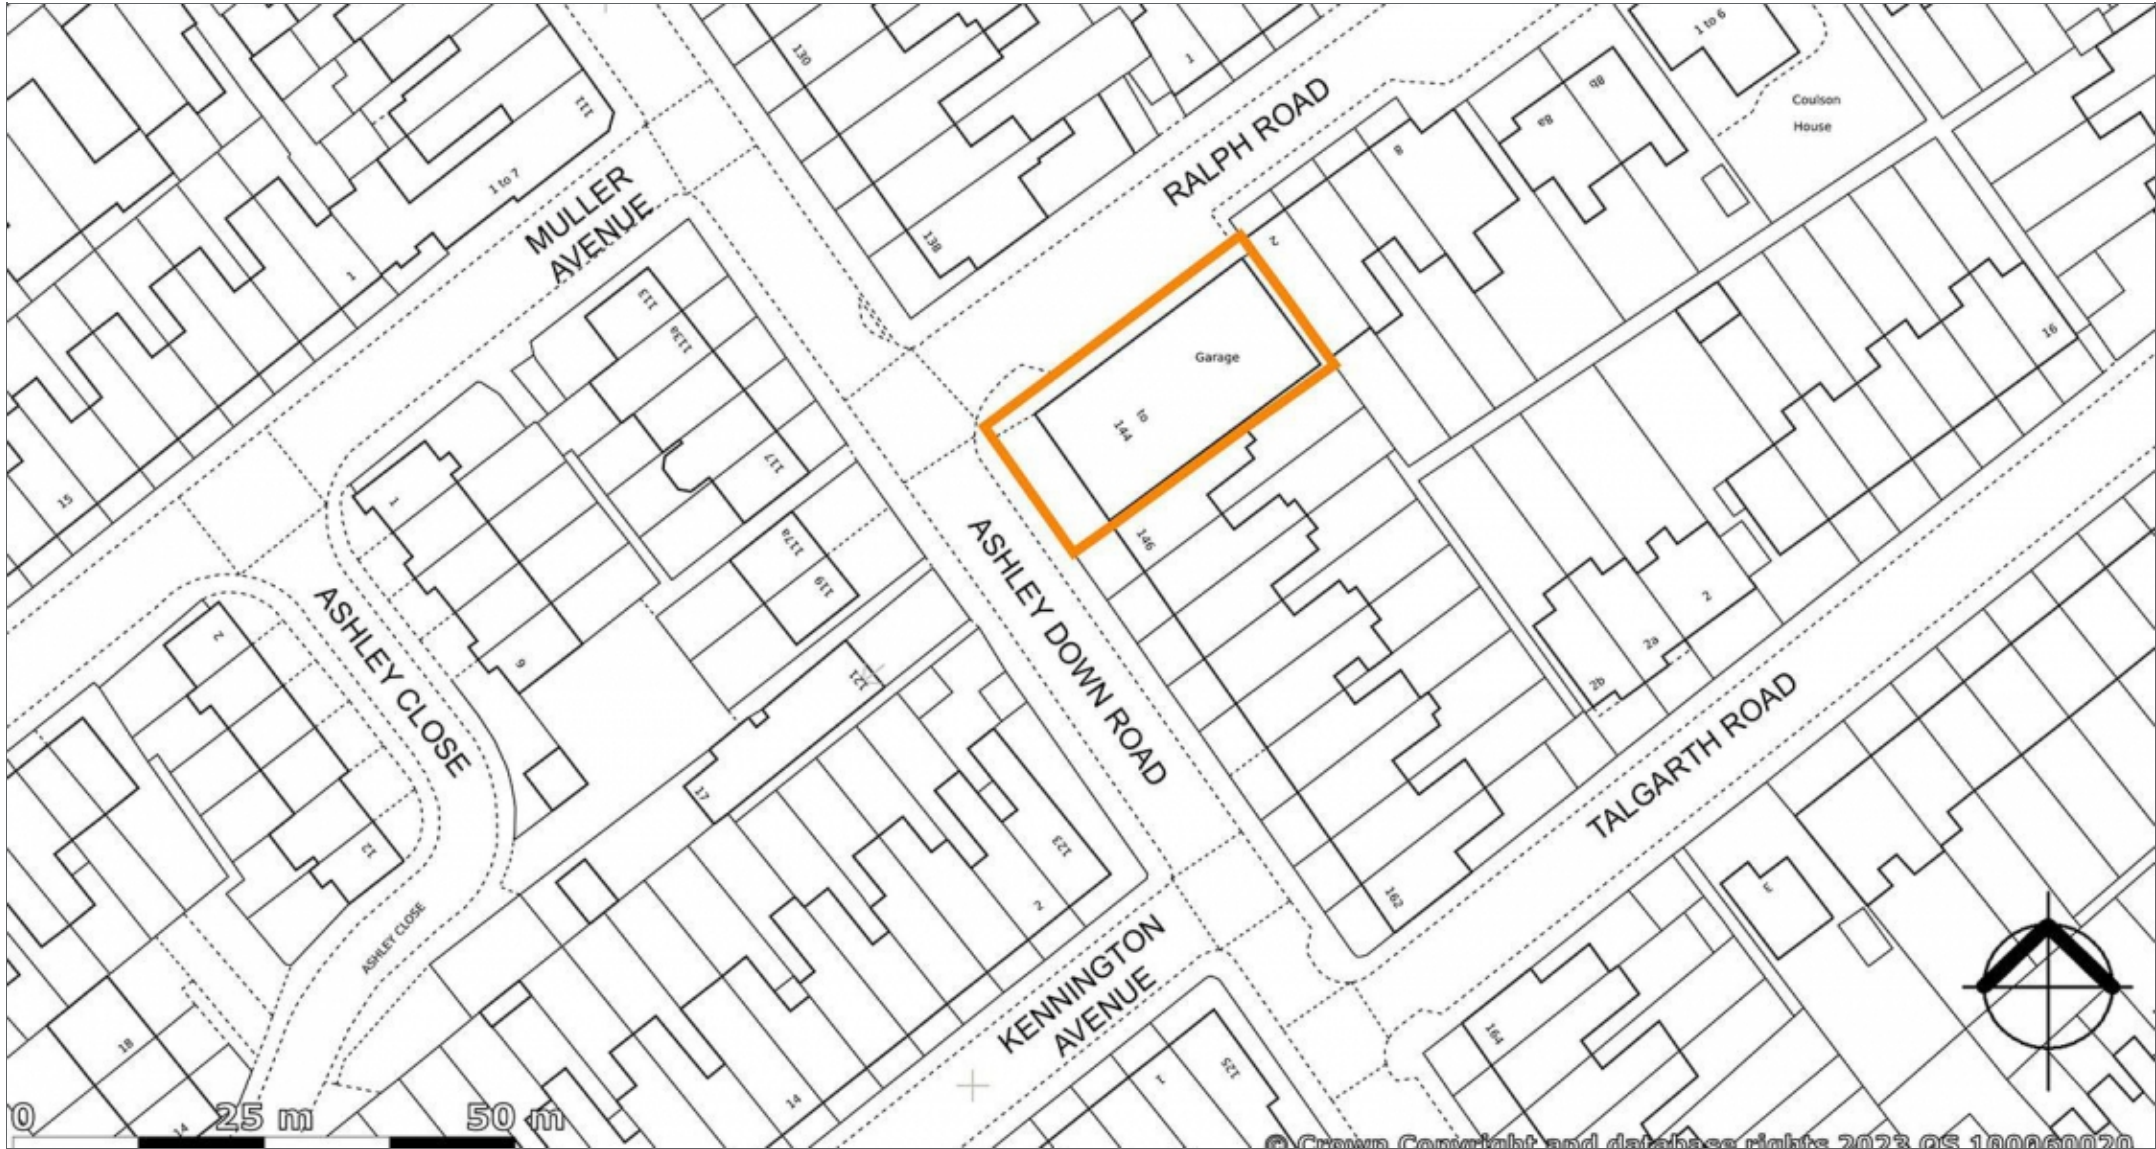 130
1
1 to 6
111
8b
8a
Coulson
House
RALPH ROAD
8
1 to 7
MULLER
AVENUE
138
2
1
113
113a
Garage
16
to
144
117
15
1
146
117a
119
ASHLEY DOWN ROAD
ASHLEY CLOSE
2
9
121
2
2a
2b
TALGARTH ROAD
17
123
12
3
162
2
ASHLEY CLOSE
KENNINGTON
AVENUE
18
164
125
1
14
14
0 25 m 50 m
© Crown Copyright and database rights 2023 OS 100060020